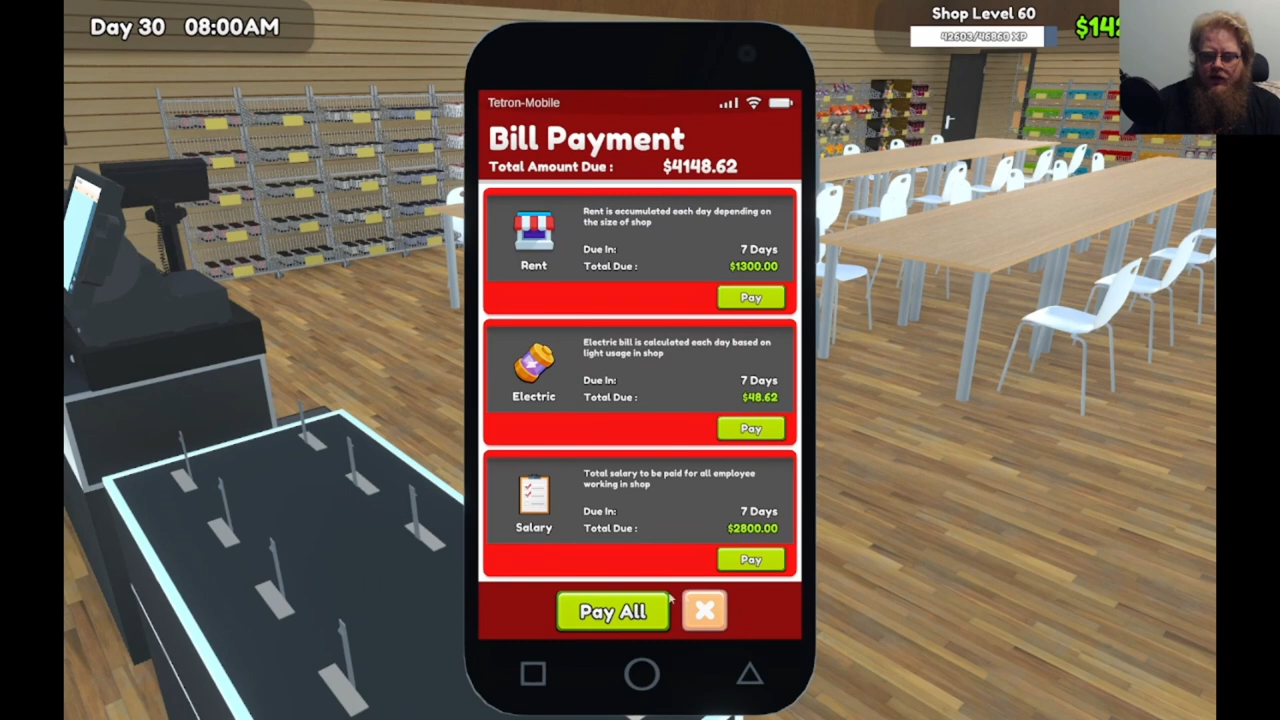 Day 30 08:00AM
Shop Level 60
42603/46860 XP
$142
Tetron-Mobile
Bill Payment
Total Amount Due : $4148.62
Rent is accumulated each day depending on
the size of shop
Due In: 7 Days
Rent
Total Due : $1300.00
Pay
Electric bill is calculated each day based on
light usage in shop
Due In: 7 Days
Electric
Total Due : $48.62
Pay
Total salary to be paid for all employee
working in shop
Due In: 7 Days
Salary
Total Due : $2800.00
Pay
Pay All